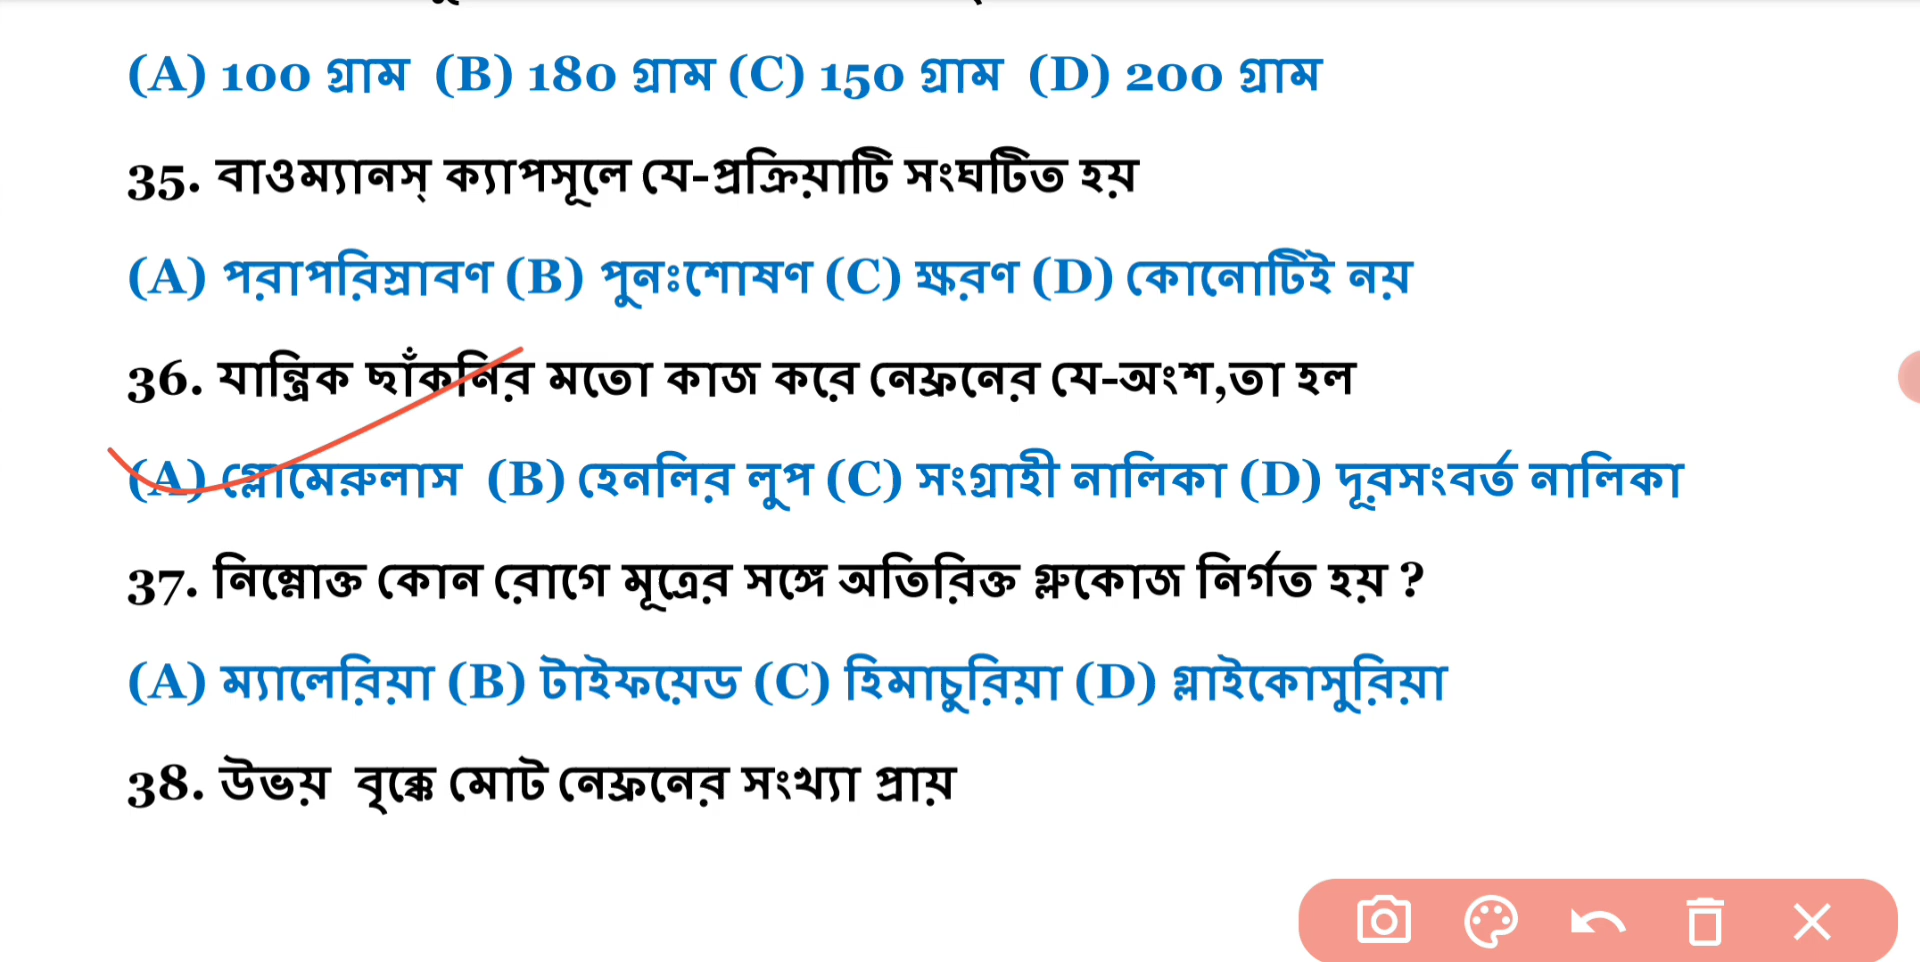 (A) 100 গ্রাম (B) 180 গ্রাম (C) 150 গ্রাম (D) 200 গ্রাম
35. বাওম্যানস্ ক্যাপসূলে যে-প্রক্রিয়াটি সংঘটিত হয়
(A) পরাপরিস্রাবণ (B) পুনঃশোষণ (C) ক্ষরণ (D) কোনোটিই নয়
36. যান্ত্রিক ছাঁকনির মতো কাজ করে নেফ্রনের যে-অংশ,তা হল
(A) গ্লোমেরুলাস (B) হেনলির লুপ (C) সংগ্রাহী নালিকা (D) দূরসংবর্ত নালিকা
37. নিম্নোক্ত কোন রোগে মূত্রের সঙ্গে অতিরিক্ত গ্লুকোজ নির্গত হয় ?
(A) ম্যালেরিয়া (B) টাইফয়েড (C) হিমাচুরিয়া (D) গ্লাইকোসুরিয়া
38. উভয় বৃক্কে মোট নেফ্রনের সংখ্যা প্রায়